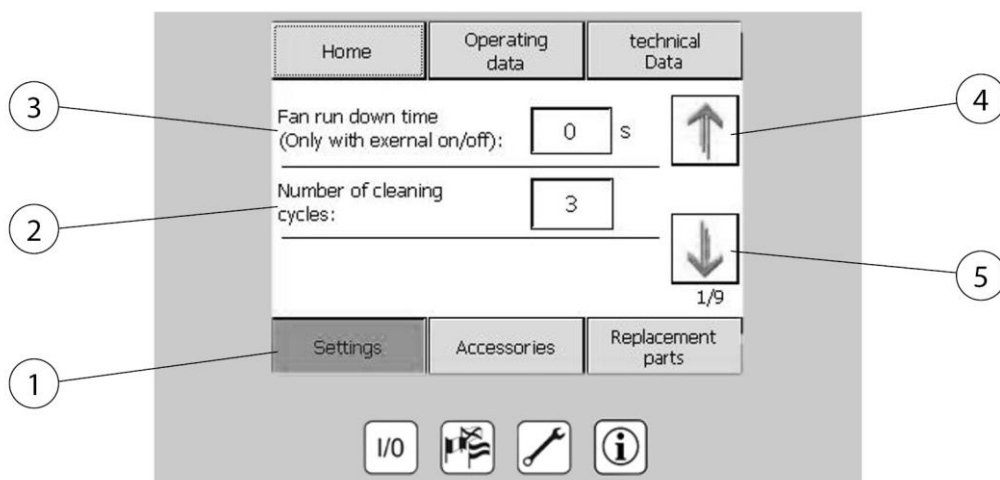 Home
Operating
data
technical
Data
3
Fan run down time
(Only with exernal on/off):
0
s
4
2
Number of cleaning
cycles:
3
5
1/9
1
Settings
Accessories
Replacement
parts
I/0
i